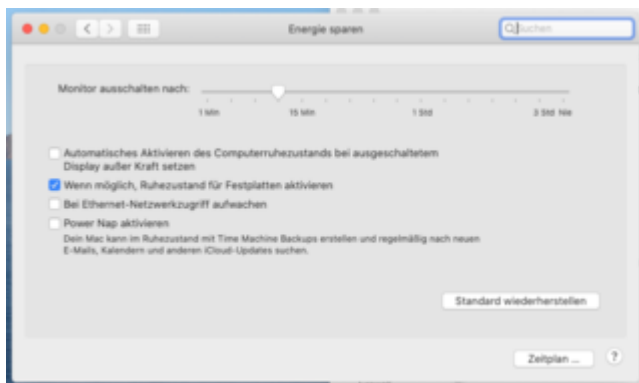 Energie sparen
Suchen
Monitor ausschalten nach:
1 Min 15 Min 1 Std 3 Std Nie
Automatisches Aktivieren des Computerruhezustands bei ausgeschaltetem
Display außer Kraft setzen
Wenn möglich, Ruhezustand für Festplatten aktivieren
Bei Ethernet-Netzwerkzugriff aufwachen
Power Nap aktivieren
Dein Mac kann im Ruhezustand mit Time Machine Backups erstellen und regelmäßig nach neuen
E-Mails, Kalendern und anderen iCloud-Updates suchen.
Standard wiederherstellen
Zeitplan ...
?